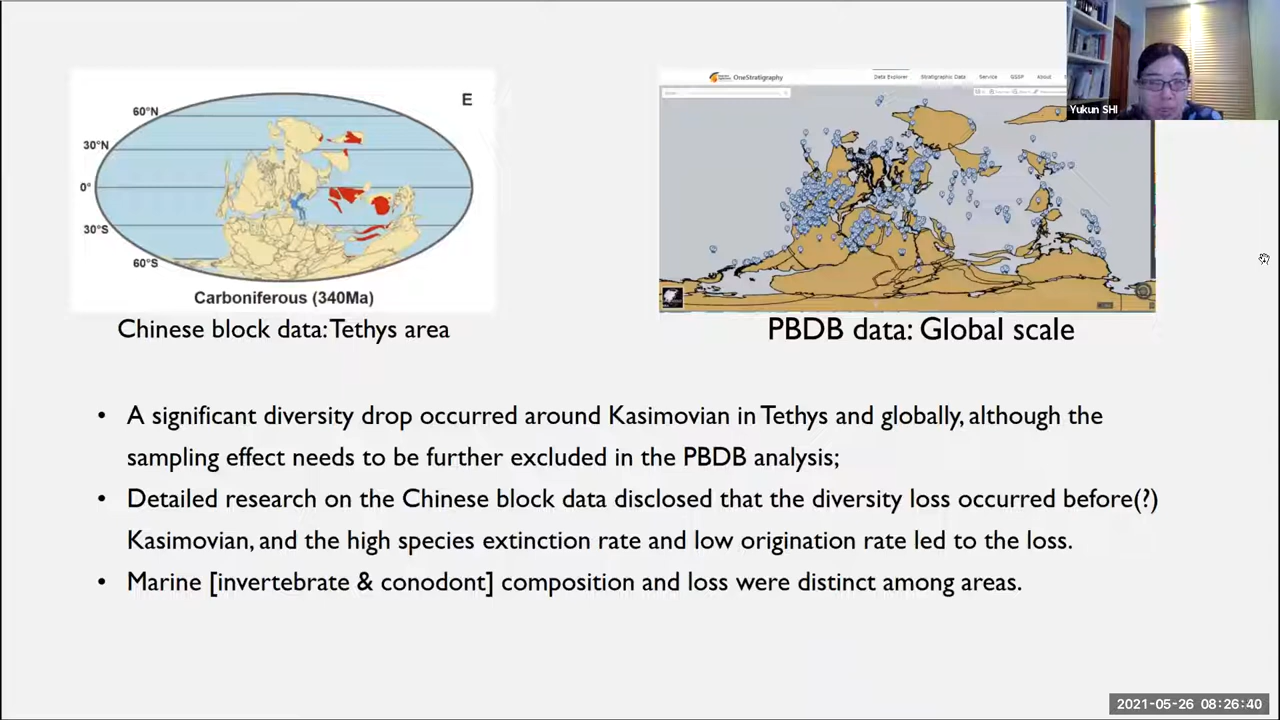 60°N
E
30°N
0°
30°S
60°S
Carboniferous (340Ma)
Chinese block data: Tethys area
OneStratigraphy
Data Explorer Stratigraphic Data Service GSSP About
Yukun SHI
PBDB data: Global scale
• A significant diversity drop occurred around Kasimovian in Tethys and globally, although the
sampling effect needs to be further excluded in the PBDB analysis;
• Detailed research on the Chinese block data disclosed that the diversity loss occurred before(?)
Kasimovian, and the high species extinction rate and low origination rate led to the loss.
• Marine [invertebrate & conodont] composition and loss were distinct among areas.
2021-05-26 08:26:40